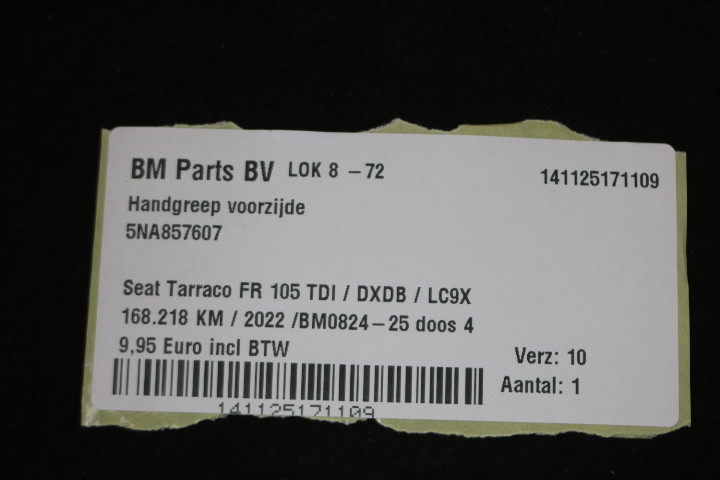 BM Parts BV LOK 8 - 72 141125171109
Handgreep voorzijde
5NA857607
Seat Tarraco FR 105 TDI / DXDB / LC9X
168.218 KM / 2022 /BM0824-25 doos 4
9,95 Euro incl BTW
Verz: 10
Aantal: 1
141125171109